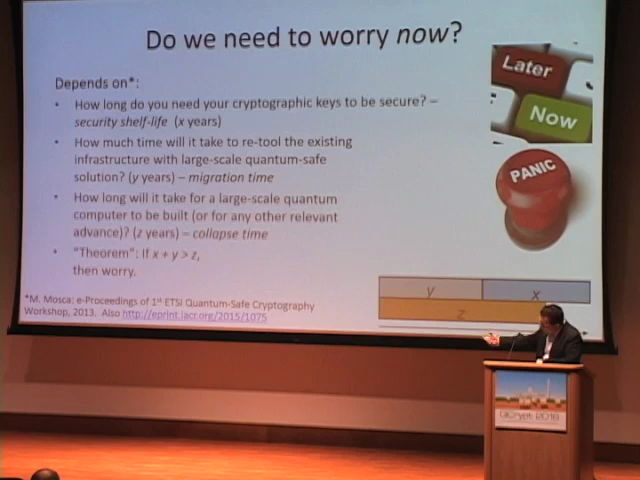 Do we need to worry now?
Depends on*:
• How long do you need your cryptographic keys to be secure? –
security shelf-life (x years)
• How much time will it take to re-tool the existing
infrastructure with large-scale quantum-safe
solution? (y years) – migration time
• How long will it take for a large-scale quantum
computer to be built (or for any other relevant
advance)? (z years) – collapse time
• "Theorem": If x + y > z,
then worry.
*M. Mosca: e-Proceedings of 1st ETSI Quantum-Safe Cryptography
Workshop, 2013. Also http://eprint.iacr.org/2015/1075
Later
Now
PANIC
y x
z
QCrypt 2016